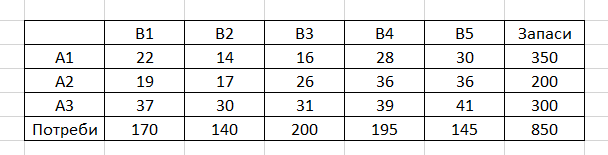 B1 B2 B3 B4 B5 Запаси
A1 22 14 16 28 30 350
A2 19 17 26 36 36 200
A3 37 30 31 39 41 300
Потреби 170 140 200 195 145 850